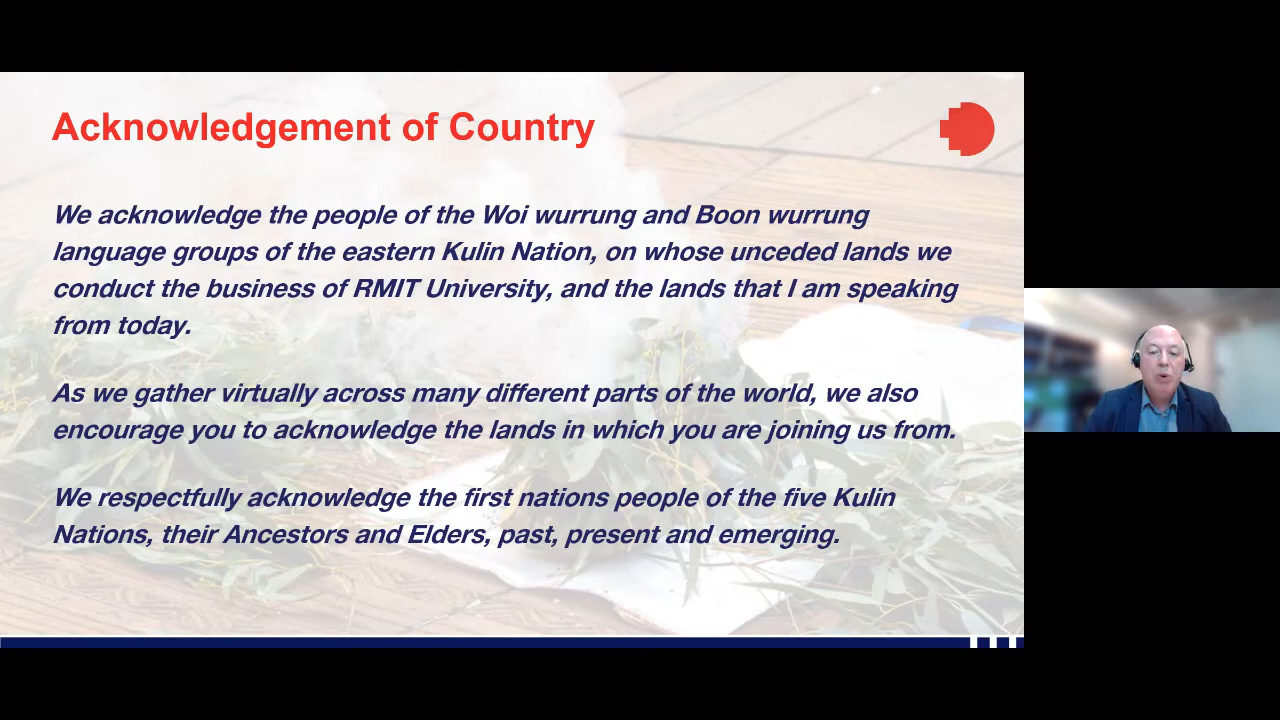 Acknowledgement of Country
We acknowledge the people of the Woi wurrung and Boon wurrung
language groups of the eastern Kulin Nation, on whose unceded lands we
conduct the business of RMIT University, and the lands that I am speaking
from today.
As we gather virtually across many different parts of the world, we also
encourage you to acknowledge the lands in which you are joining us from.
We respectfully acknowledge the first nations people of the five Kulin
Nations, their Ancestors and Elders, past, present and emerging.